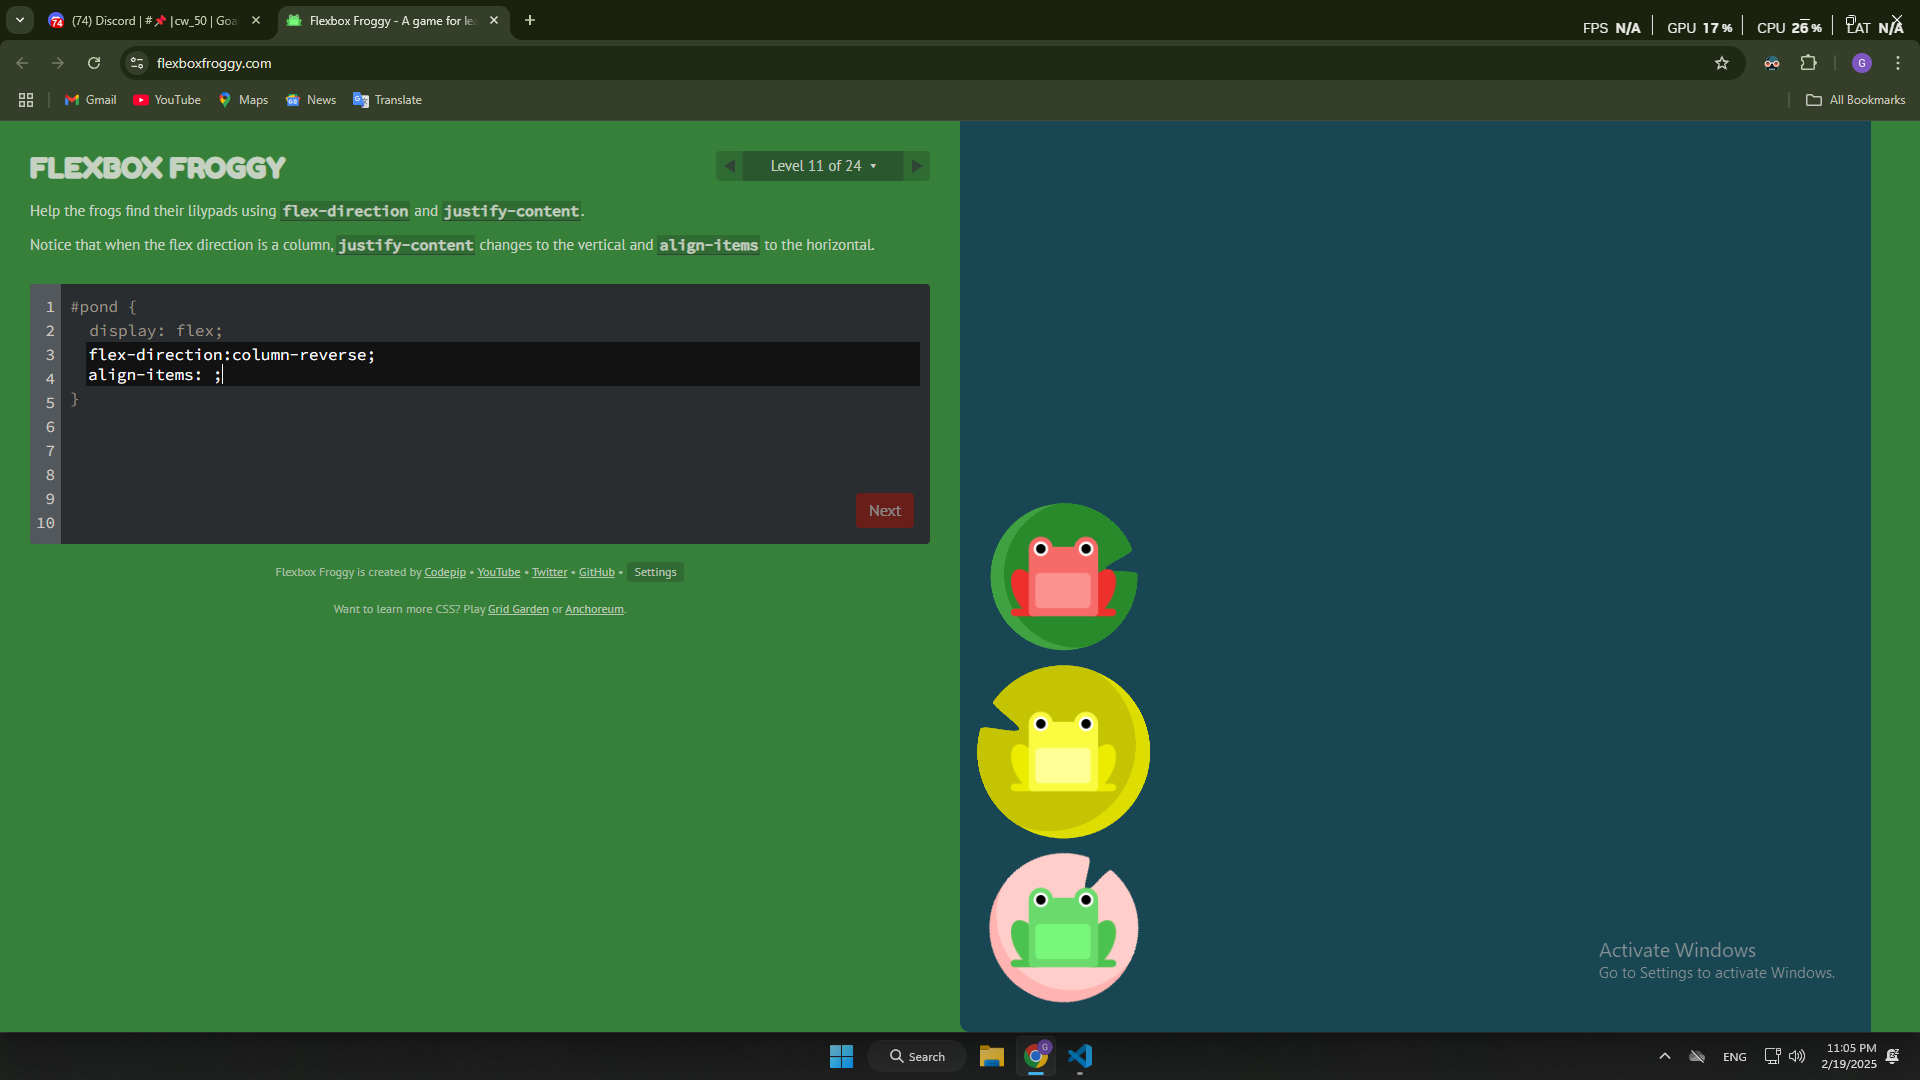 (74) Discord | #📌 |cw_50 | Goa
Flexbox Froggy - A game for lea
FPS N/A GPU 17 % CPU 26 % LAT N/A
flexboxfroggy.com
G
Gmail YouTube Maps News Translate
All Bookmarks
FLEXBOX FROGGY
Level 11 of 24
Help the frogs find their lilypads using flex-direction and justify-content.
Notice that when the flex direction is a column, justify-content changes to the vertical and align-items to the horizontal.
1 #pond {
2 display: flex;
3 flex-direction:column-reverse;
4 align-items: ;
5 }
6
7
8
9
10
Next
Flexbox Froggy is created by Codepip • YouTube • Twitter • GitHub • Settings
Want to learn more CSS? Play Grid Garden or Anchoreum.
Activate Windows
Go to Settings to activate Windows.
Search
ENG
11:05 PM
2/19/2025